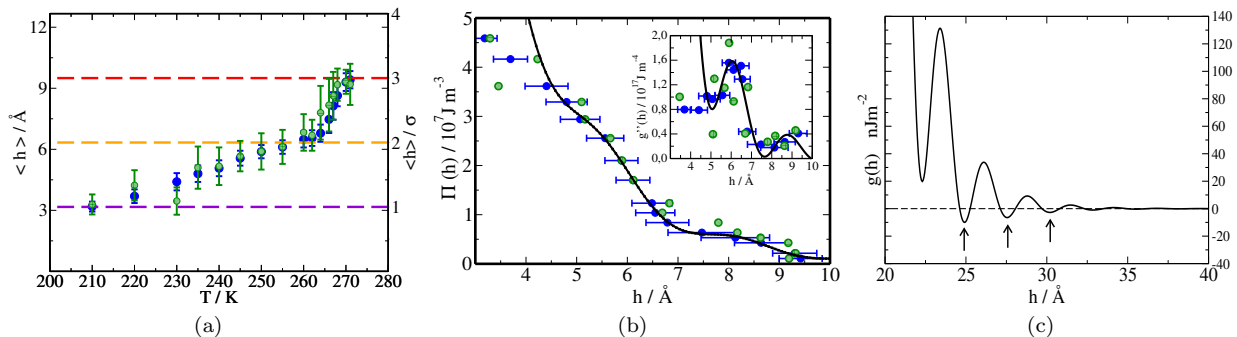 12
9
6
3
<h> / Å
4
3
2
1
<h> / σ
200 210 220 230 240 250 260 270 280
T / K
(a)
5
4
3
2
1
0
Π (h) / 10⁷J m⁻³
2,0
1,6
1,2
0,8
0,4
0,0
g''(h) / 10¹⁷J m⁻⁴
4 5 6 7 8 9 10
h / Å
3 4 5 6 7 8 9 10
h / Å
(b)
g(h) nJm⁻²
140
120
100
80
60
40
20
0
-20
-40
20 25 30 35 40
h / Å
(c)